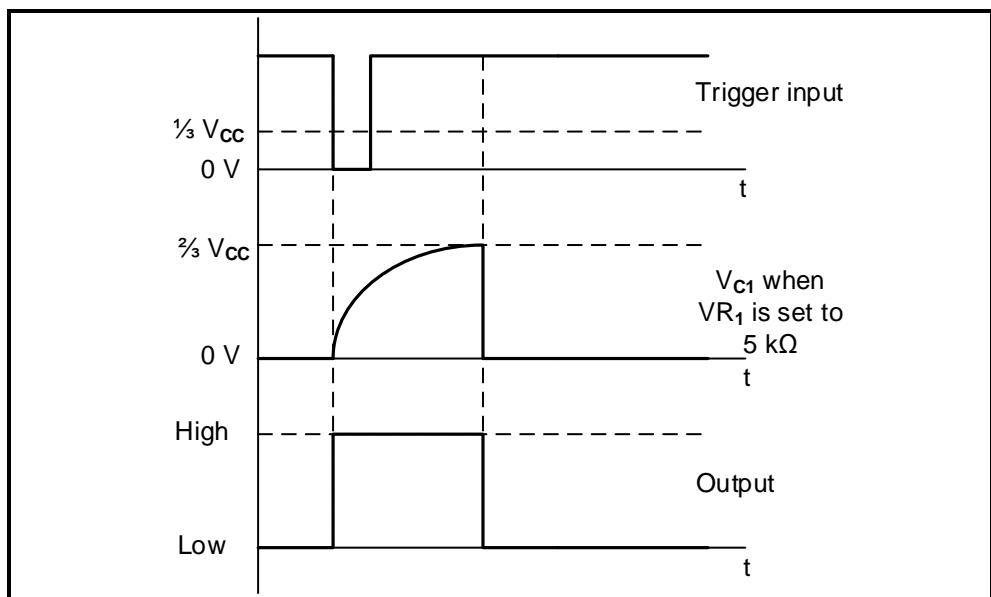 Trigger input
⅓ VCC
0 V
t
⅔ VCC
VC1 when
VR1 is set to
5 kΩ
0 V
t
High
Output
Low
t